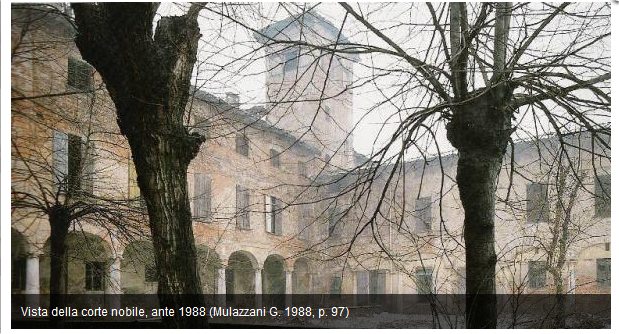 Vista della corte nobile, ante 1988 (Mulazzani G. 1988, p. 97)